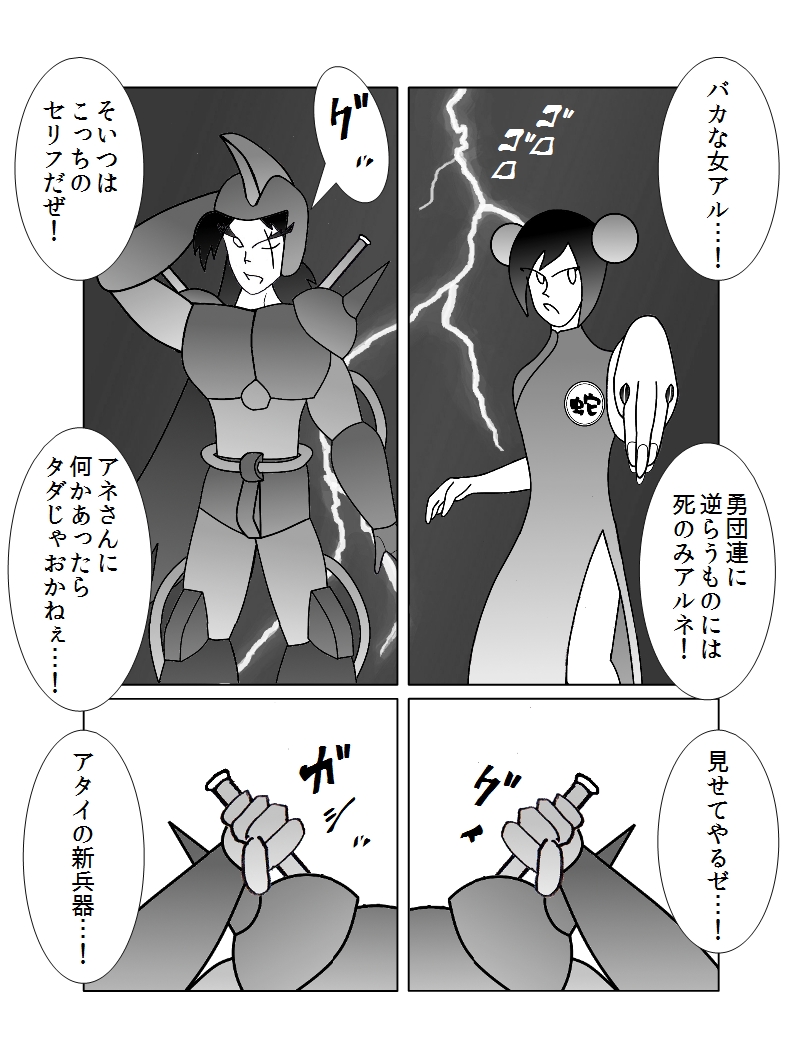 バカな女アル…！
ゴロ
ゴロ
蛇
勇団連に
逆らうものには
死のみアルネ！
グッ
そいつは
こっちの
セリフだぜ！
アネさんに
何かあったら
タダじゃおかねぇ…！
見せてやるゼ…！
グイ
ガシッ
アタイの新兵器…！